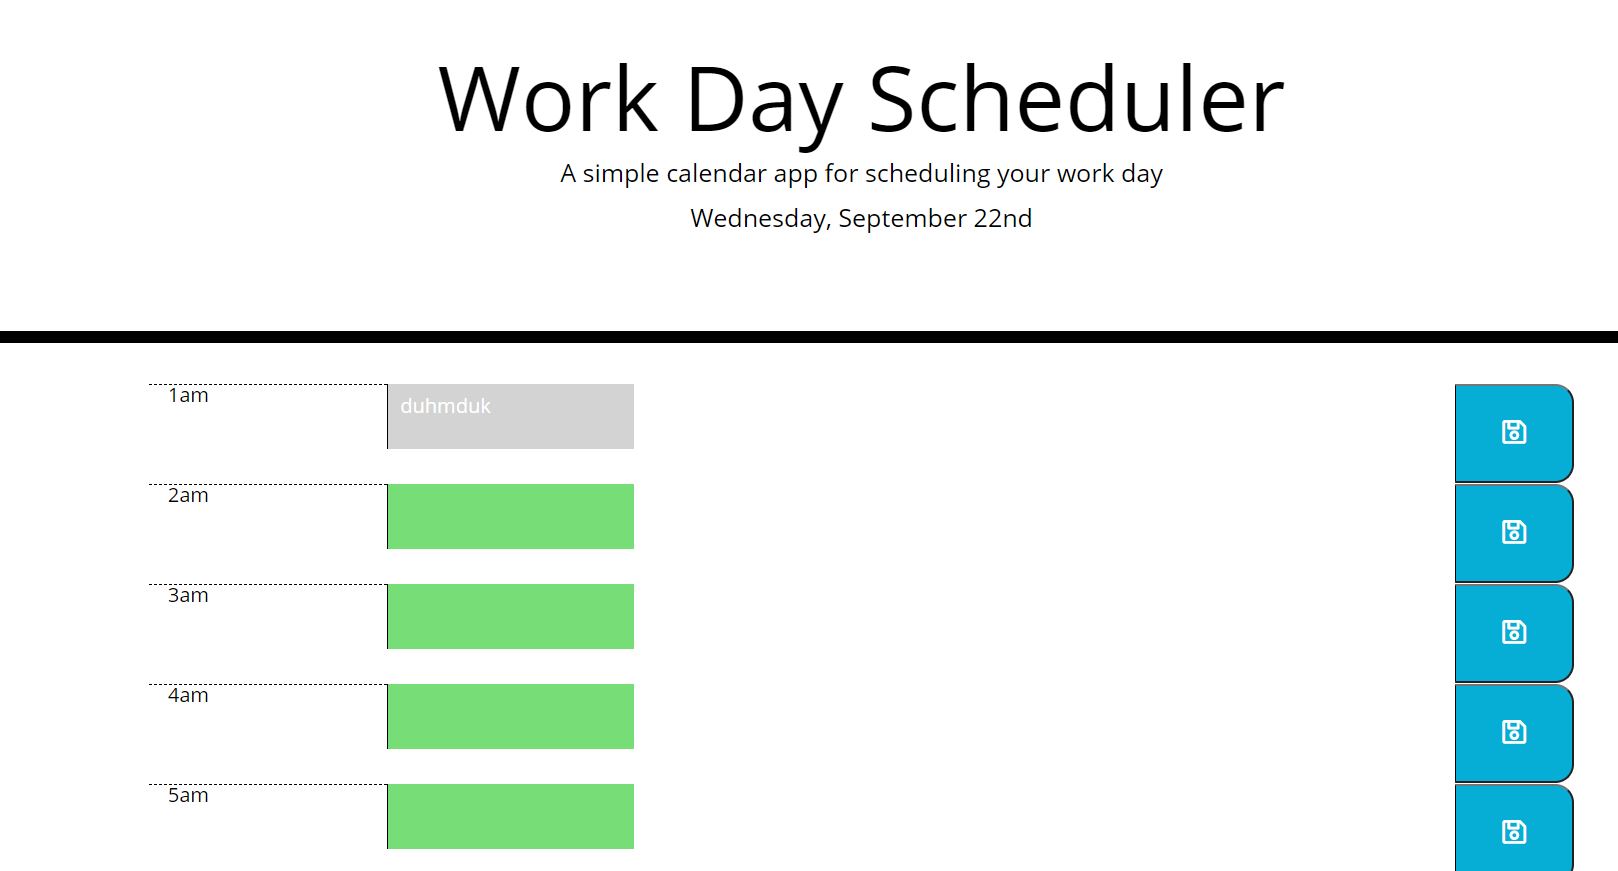 Work Day Scheduler
A simple calendar app for scheduling your work day
Wednesday, September 22nd
1am
duhmduk
2am
3am
4am
5am